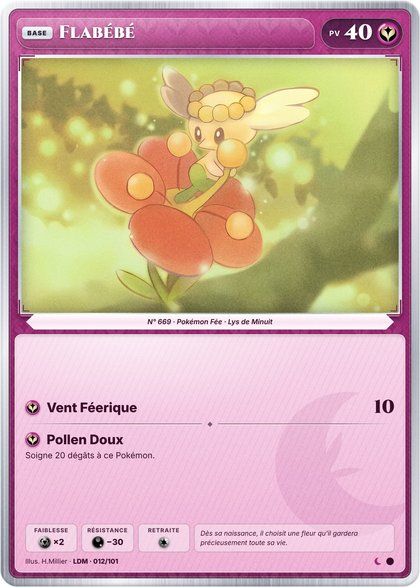 BASE Flabébé PV 40
N° 669 · Pokémon Fée · Lys de Minuit
Vent Féerique 10
Pollen Doux
Soigne 20 dégâts à ce Pokémon.
FAIBLESSE RÉSISTANCE RETRAITE
×2 −30
Dès sa naissance, il choisit une fleur qu'il gardera
précieusement toute sa vie.
Illus. H.Millier · LDM · 012/101